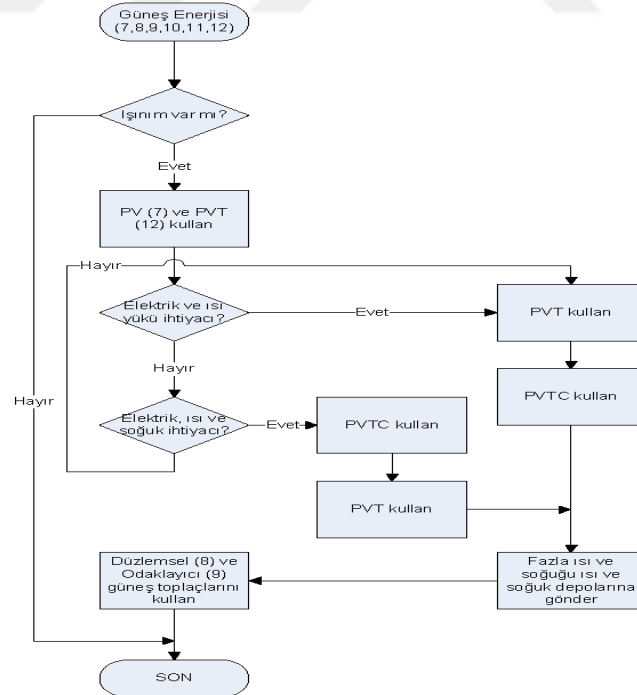 Güneş Enerjisi
(7,8,9,10,11,12)
Işınım var mı?
Evet
PV (7) ve PVT
(12) kullan
Hayır
Elektrik ve ısı
yükü ihtiyacı?
Evet
PVT kullan
Hayır
PVTC kullan
Hayır
Elektrik, ısı ve
soğuk ihtiyacı?
Evet
PVTC kullan
PVT kullan
Düzlemsel (8) ve
Odaklayıcı (9)
güneş toplaçlarını
kullan
Fazla ısı ve
soğuğu ısı ve
soğuk depolarına
gönder
SON